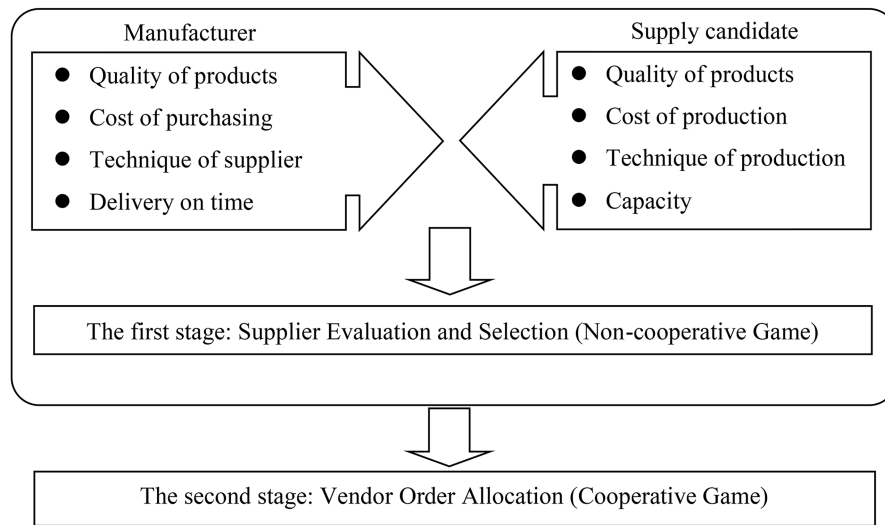 Manufacturer
Quality of products
Cost of purchasing
Technique of supplier
Delivery on time
Supply candidate
Quality of products
Cost of production
Technique of production
Capacity
The first stage: Supplier Evaluation and Selection (Non-cooperative Game)
The second stage: Vendor Order Allocation (Cooperative Game)